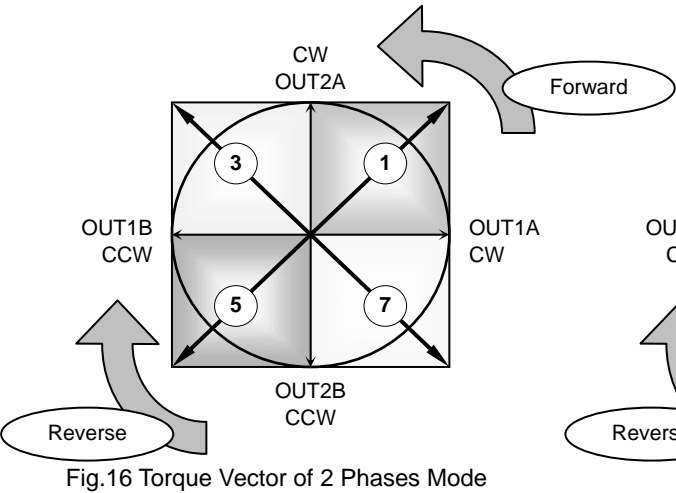 CW
OUT2A
Forward
3
1
OUT1B
CCW
OUT1A
CW
5
7
OUT2B
CCW
Reverse
Fig.16 Torque Vector of 2 Phases Mode